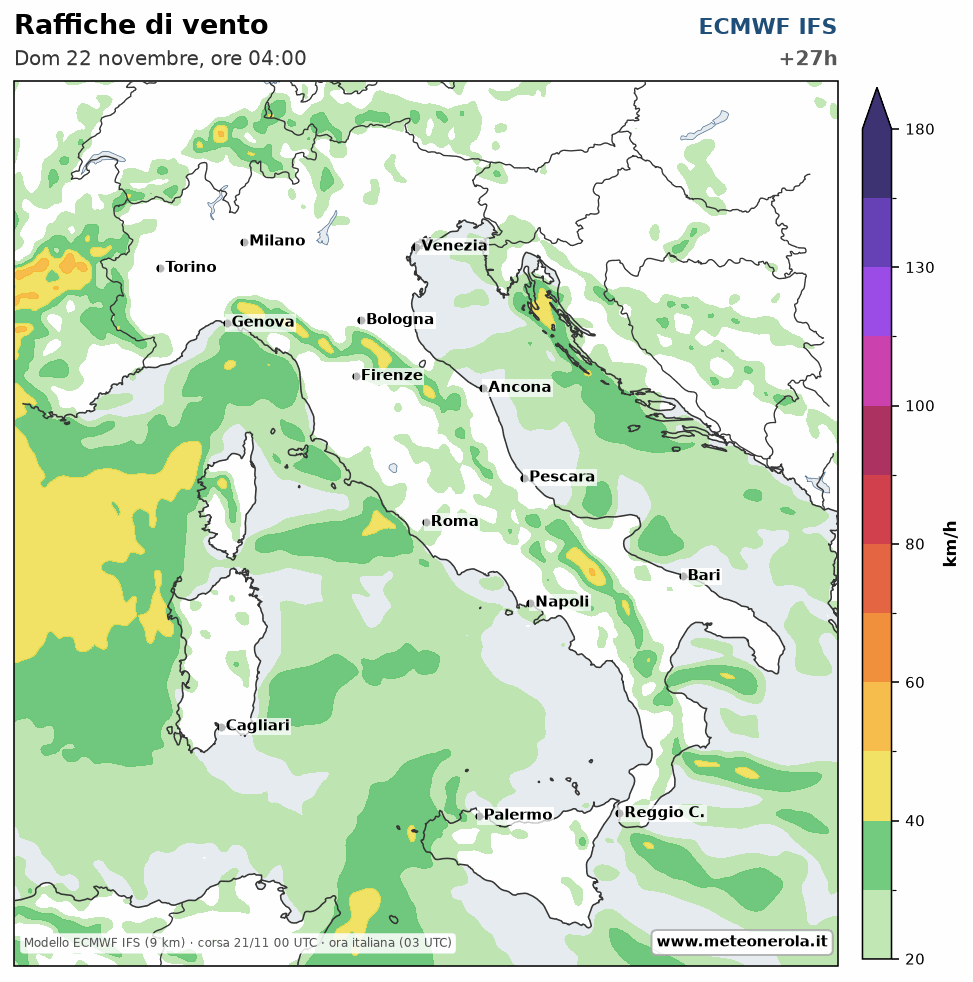 Raffiche di vento
ECMWF IFS
Dom 22 novembre, ore 04:00
+27h
Milano
Venezia
Torino
Genova
Bologna
Firenze
Ancona
Pescara
Roma
Bari
Napoli
Cagliari
Palermo
Reggio C.
180
130
100
80
60
40
20
km/h
Modello ECMWF IFS (9 km) · corsa 21/11 00 UTC · ora italiana (03 UTC)
www.meteonerola.it